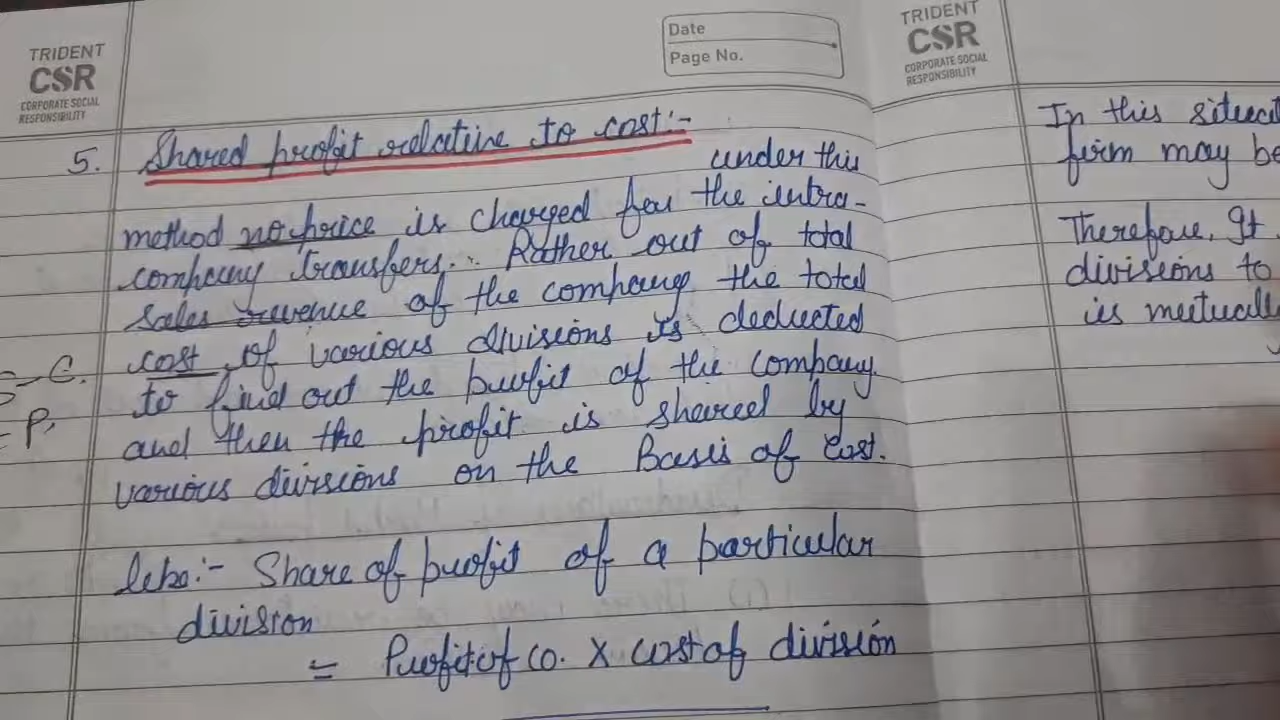 TRIDENT
CSR
CORPORATE SOCIAL
RESPONSIBILITY
Date
Page No.
5. Shared profit relative to cost:-
under this
method no price is charged for the intra-
company transfers. Rather out of total
sales revenue of the company the total
cost of various divisions is deducted
to find out the profit of the company.
and then the profit is shared by
various divisions on the Basis of Cost.
like:- Share of profit of a particular
division
= Profit of Co. X Cost of division
C.
P.
TRIDENT
CSR
CORPORATE SOCIAL
RESPONSIBILITY
In this
firm may be
Therefore, It
divisions to
is mutually